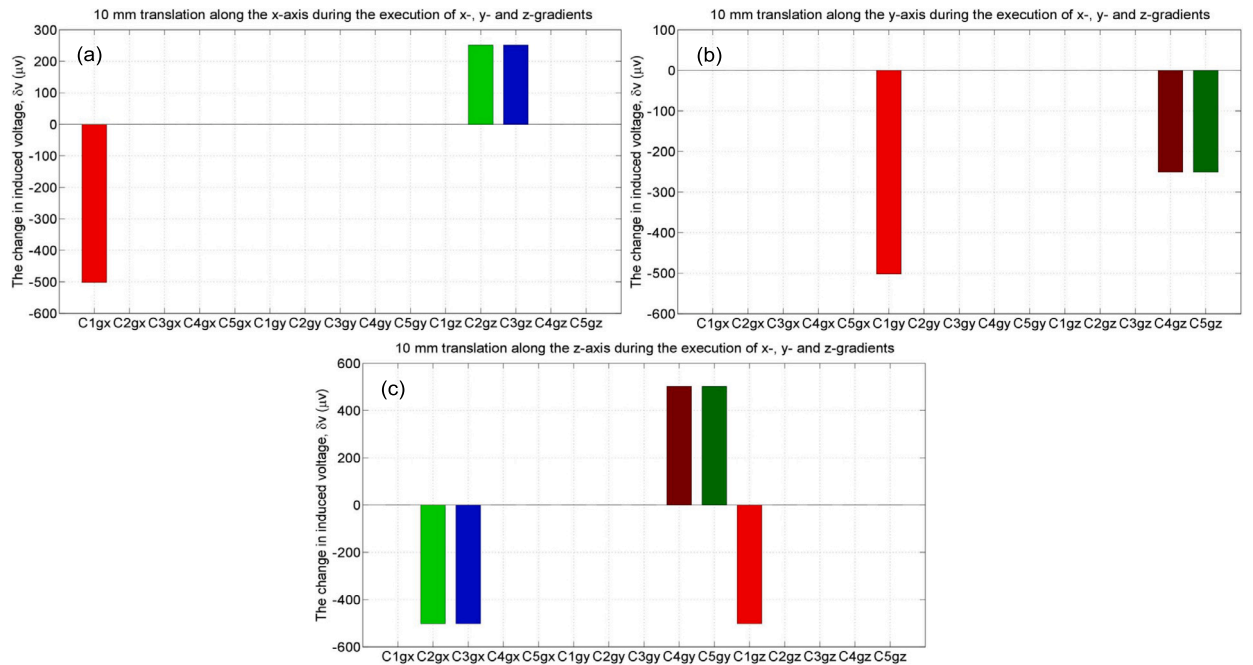 10 mm translation along the x-axis during the execution of x-, y- and z-gradients
(a)
The change in induced voltage, δv (μv)
300
200
100
0
-100
-200
-300
-400
-500
-600
C1gx C2gx C3gx C4gx C5gx C1gy C2gy C3gy C4gy C5gy C1gz C2gz C3gz C4gz C5gz
10 mm translation along the y-axis during the execution of x-, y- and z-gradients
(b)
The change in induced voltage, δv (μv)
100
0
-100
-200
-300
-400
-500
-600
C1gx C2gx C3gx C4gx C5gx C1gy C2gy C3gy C4gy C5gy C1gz C2gz C3gz C4gz C5gz
10 mm translation along the z-axis during the execution of x-, y- and z-gradients
(c)
The change in induced voltage, δv (μv)
600
400
200
0
-200
-400
-600
C1gx C2gx C3gx C4gx C5gx C1gy C2gy C3gy C4gy C5gy C1gz C2gz C3gz C4gz C5gz